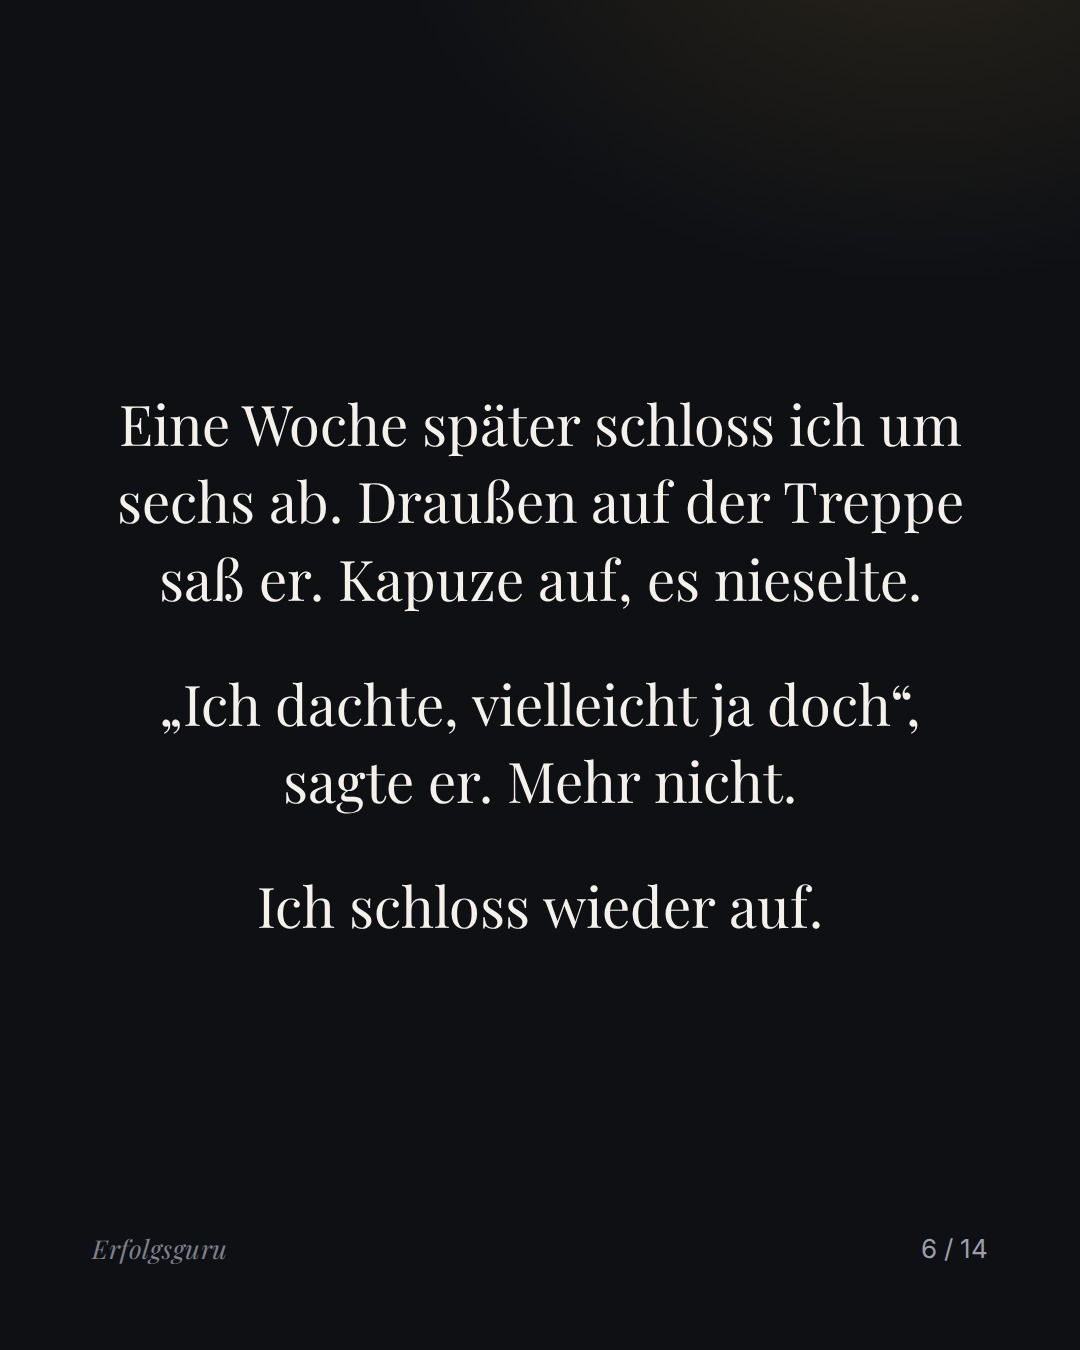 Eine Woche später schloss ich um
sechs ab. Draußen auf der Treppe
saß er. Kapuze auf, es nieselte.
„Ich dachte, vielleicht ja doch“,
sagte er. Mehr nicht.
Ich schloss wieder auf.
Erfolgsguru
6 / 14